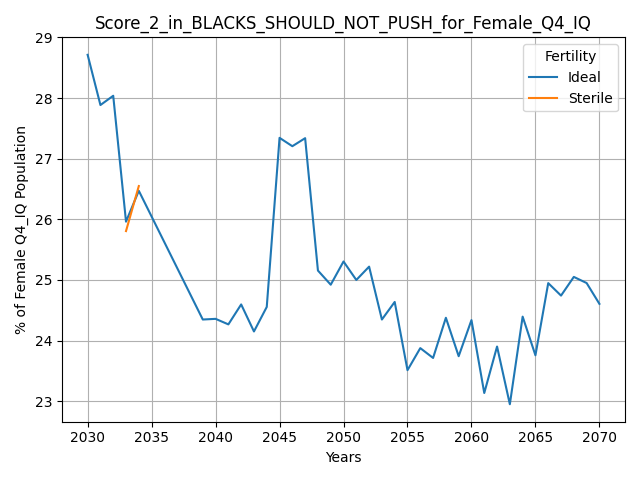 Score_2_in_BLACKS_SHOULD_NOT_PUSH_for_Female_Q4_IQ
29
28
27
26
25
24
23
% of Female Q4_IQ Population
Fertility
Ideal
Sterile
2030 2035 2040 2045 2050 2055 2060 2065 2070
Years